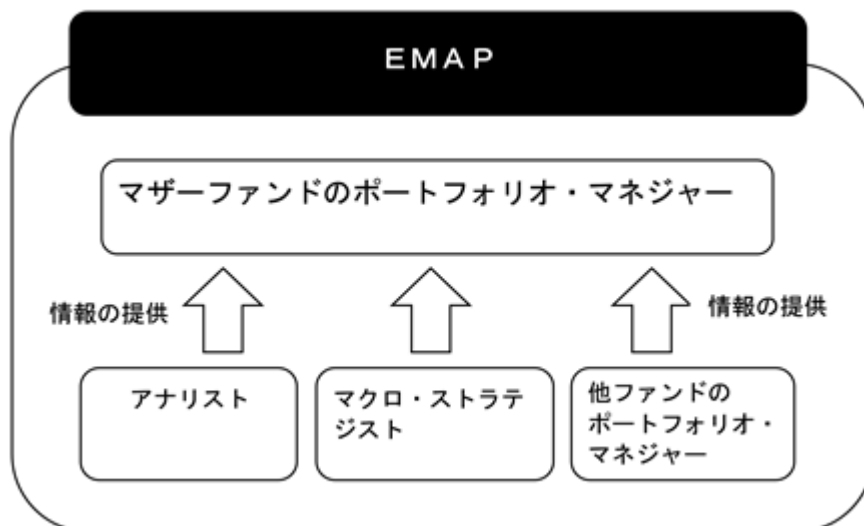 ＥＭＡＰ
マザーファンドのポートフォリオ・マネジャー
情報の提供
情報の提供
アナリスト
マクロ・ストラテ
ジスト
他ファンドの
ポートフォリオ・
マネジャー